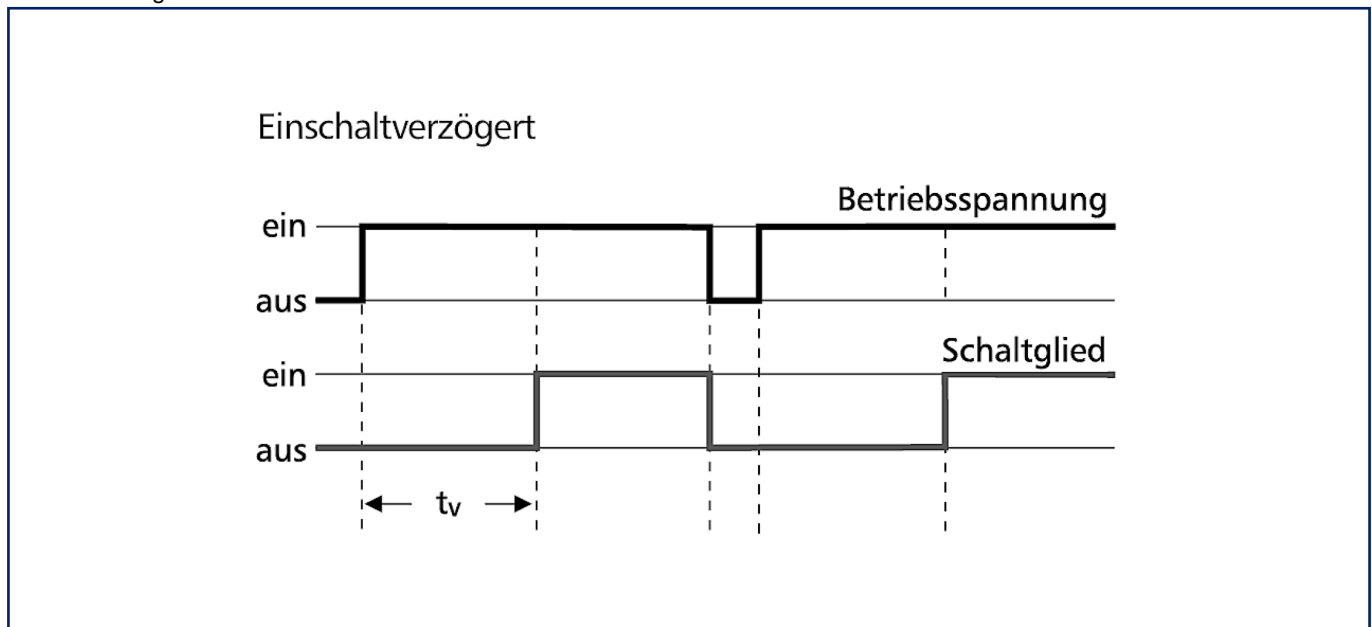 Einschaltverzögert
Betriebsspannung
ein
aus
Schaltglied
ein
aus
tv